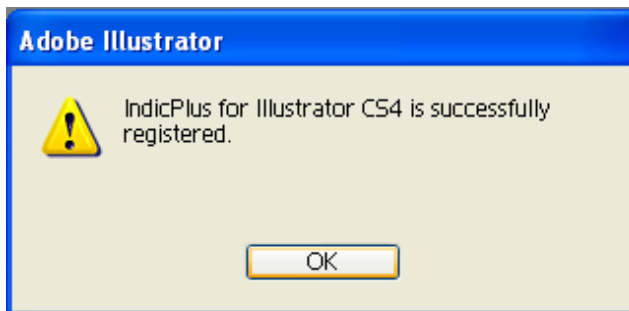 Adobe Illustrator
IndicPlus for Illustrator CS4 is successfully
registered.
OK